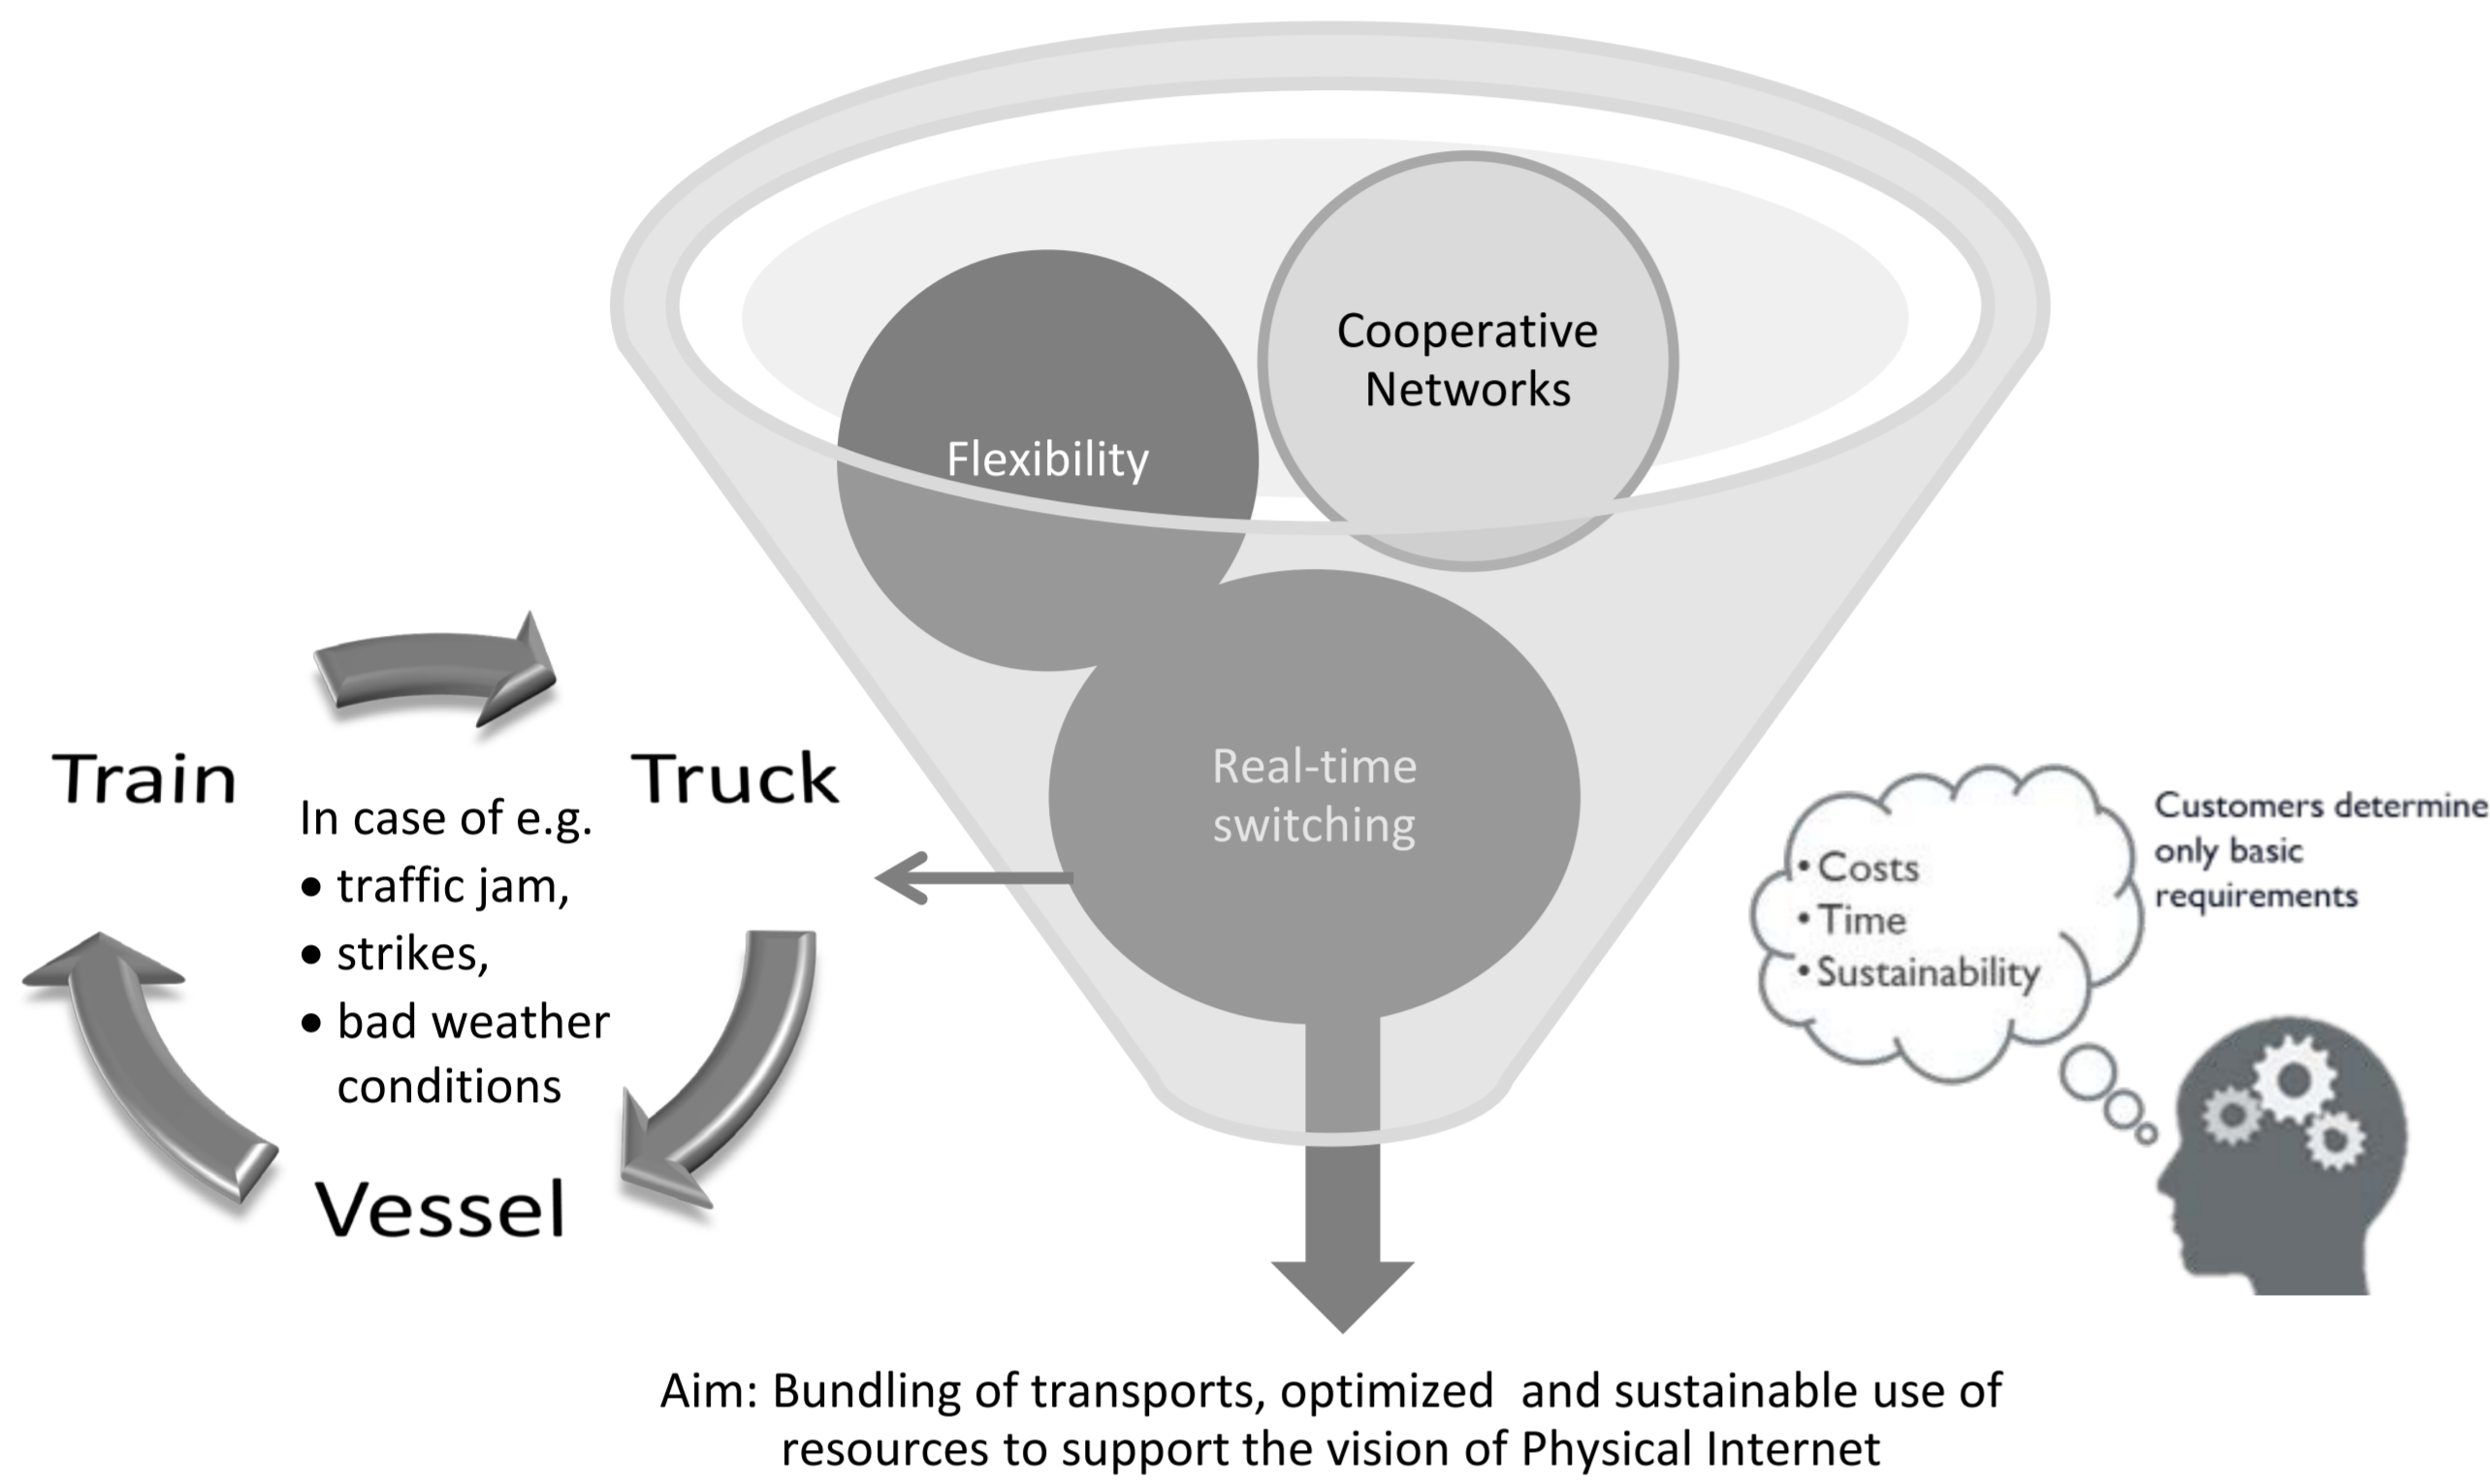 Cooperative
Networks
Flexibility
Real-time
switching
Train
Truck
In case of e.g.
• traffic jam,
• strikes,
• bad weather
conditions
Vessel
Customers determine
only basic
requirements
• Costs
• Time
• Sustainability
Aim: Bundling of transports, optimized and sustainable use of
resources to support the vision of Physical Internet